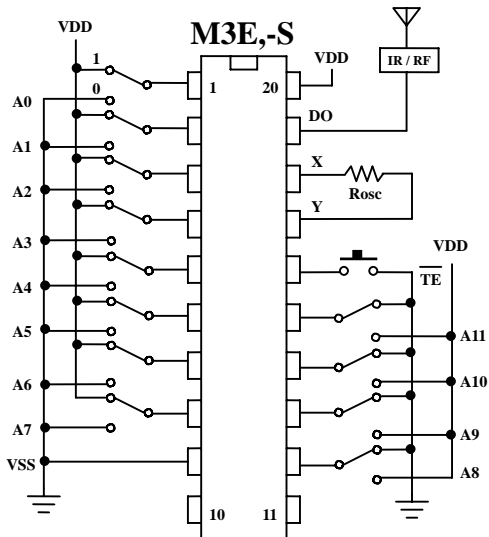 VDD
M3E,-S
1
0
1
20
VDD
IR / RF
DO
A0
A1
A2
A3
A4
A5
A6
A7
VSS
X
Rosc
Y
TE
VDD
A11
A10
A9
A8
10
11